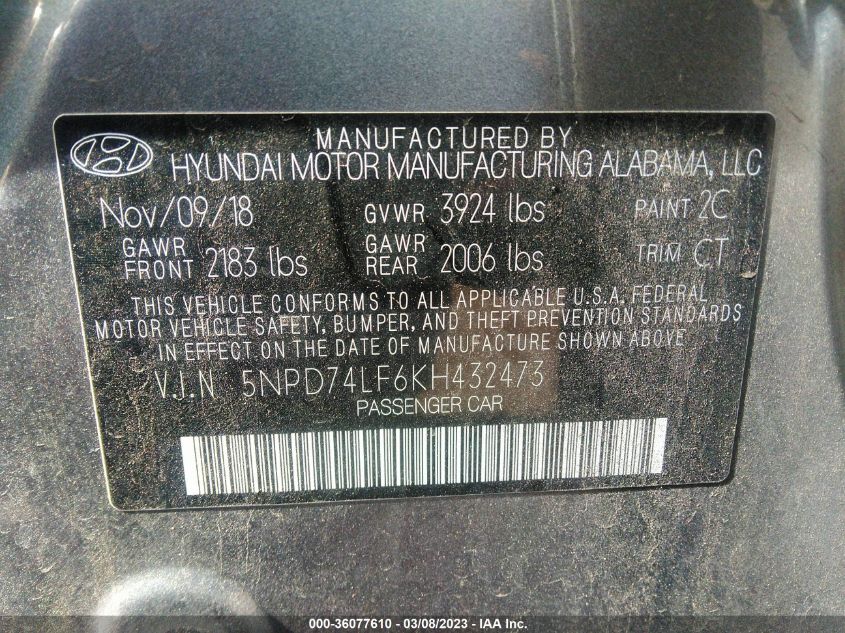 MANUFACTURED BY
HYUNDAI MOTOR MANUFACTURING ALABAMA, LLC
Nov/09/18 GVWR 3924 lbs PAINT 2C
GAWR FRONT 2183 lbs GAWR REAR 2006 lbs TRIM CT
THIS VEHICLE CONFORMS TO ALL APPLICABLE U.S.A. FEDERAL
MOTOR VEHICLE SAFETY, BUMPER, AND THEFT PREVENTION STANDARDS
IN EFFECT ON THE DATE OF MANUFACTURE SHOWN ABOVE
V.I.N 5NPD74LF6KH432473
PASSENGER CAR
000-36077610 - 03/08/2023 - IAA Inc.